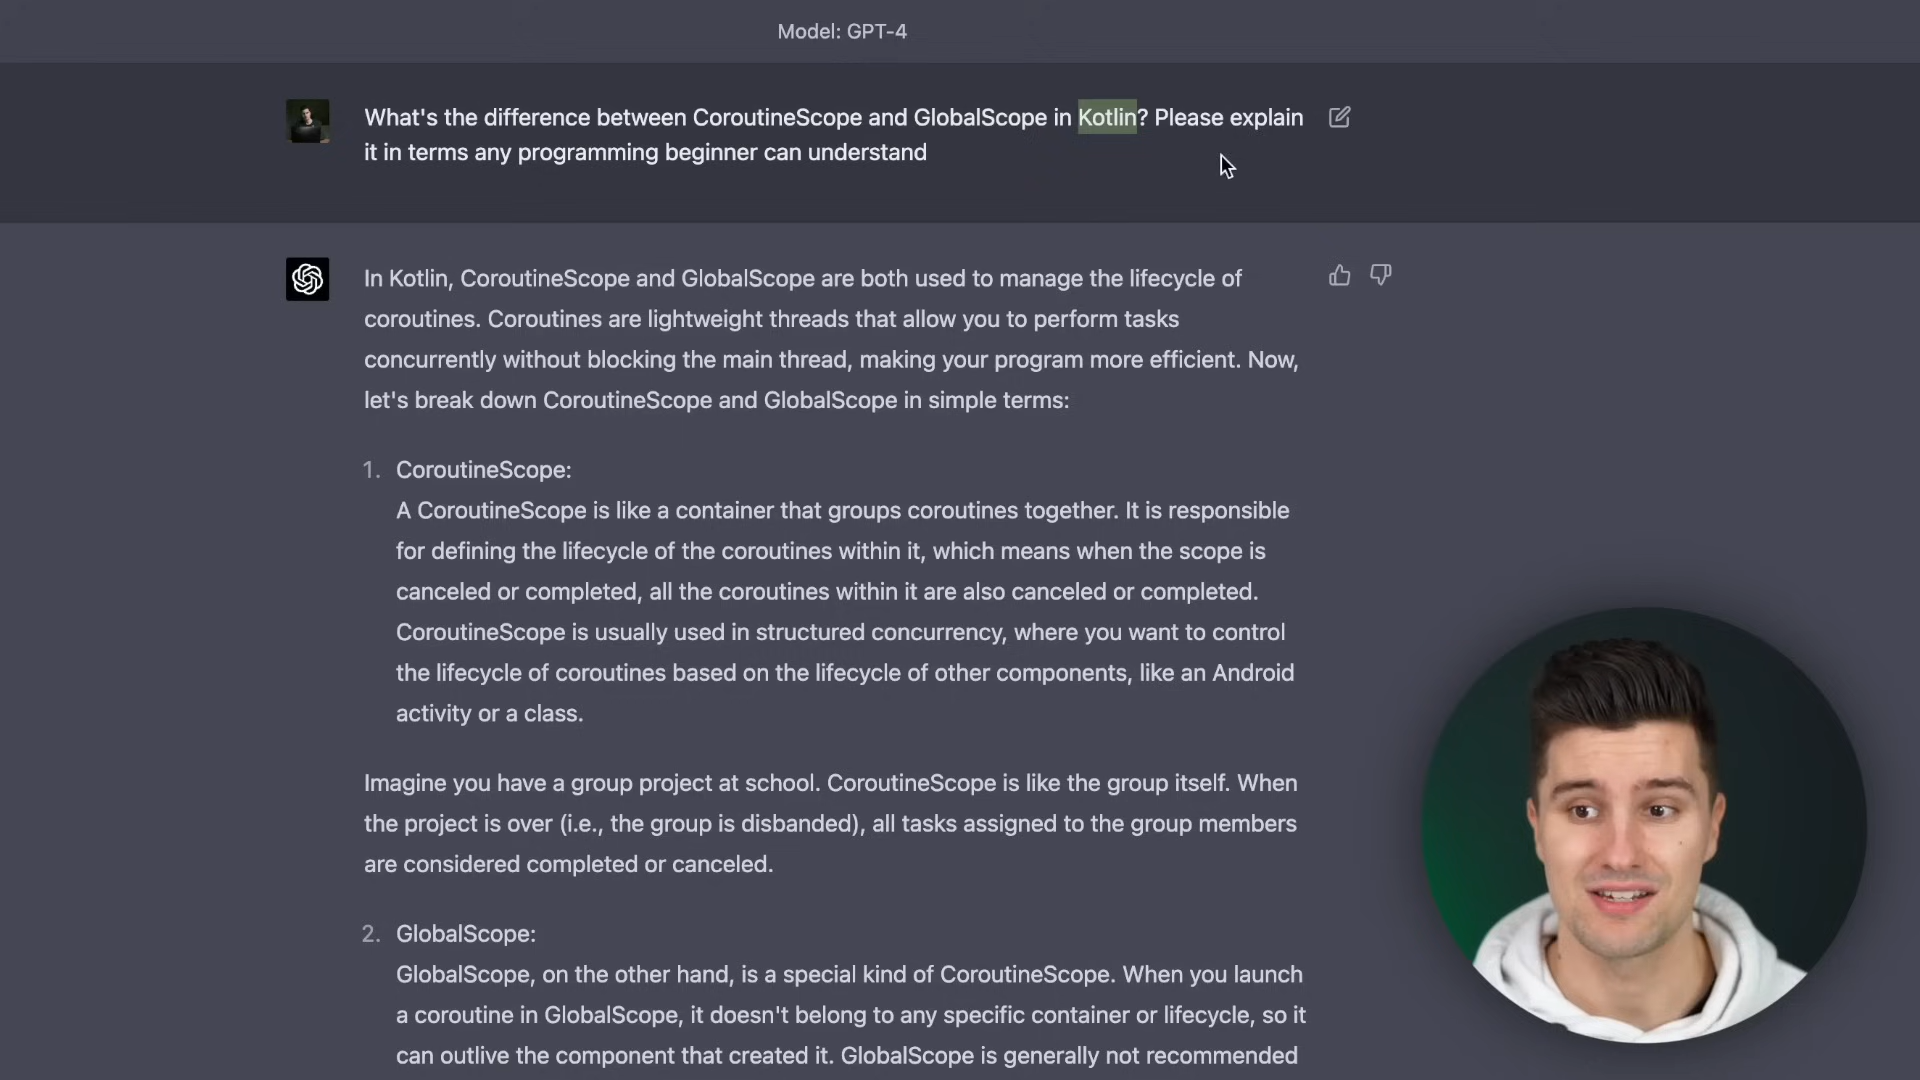 Model: GPT-4
What's the difference between CoroutineScope and GlobalScope in Kotlin? Please explain
it in terms any programming beginner can understand
In Kotlin, CoroutineScope and GlobalScope are both used to manage the lifecycle of
coroutines. Coroutines are lightweight threads that allow you to perform tasks
concurrently without blocking the main thread, making your program more efficient. Now,
let's break down CoroutineScope and GlobalScope in simple terms:
1. CoroutineScope:
A CoroutineScope is like a container that groups coroutines together. It is responsible
for defining the lifecycle of the coroutines within it, which means when the scope is
canceled or completed, all the coroutines within it are also canceled or completed.
CoroutineScope is usually used in structured concurrency, where you want to control
the lifecycle of coroutines based on the lifecycle of other components, like an Android
activity or a class.
Imagine you have a group project at school. CoroutineScope is like the group itself. When
the project is over (i.e., the group is disbanded), all tasks assigned to the group members
are considered completed or canceled.
2. GlobalScope:
GlobalScope, on the other hand, is a special kind of CoroutineScope. When you launch
a coroutine in GlobalScope, it doesn't belong to any specific container or lifecycle, so it
can outlive the component that created it. GlobalScope is generally not recommended